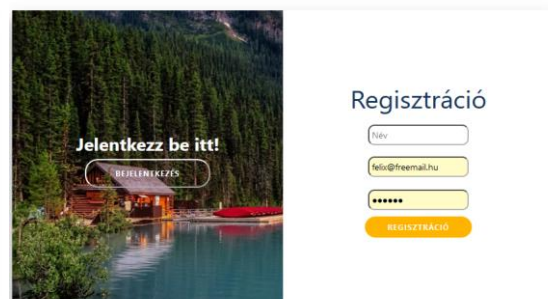 Jelentkezz be itt!
BEJELENTKEZÉS
Regisztráció
Név
felix@freemail.hu
••••••
REGISZTRÁCIÓ